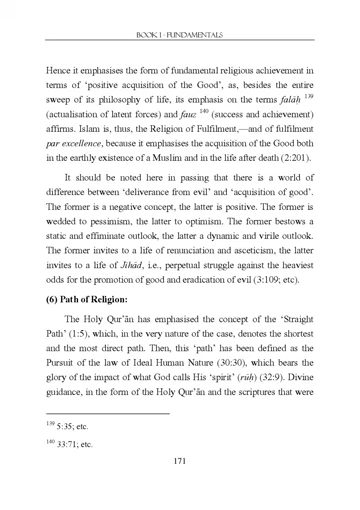 BOOK 1 - FUNDAMENTALS
Hence it emphasises the form of fundamental religious achievement in
terms of ‘positive acquisition of the Good’, as, besides the entire
sweep of its philosophy of life, its emphasis on the terms falāḥ 139
(actualisation of latent forces) and fauz 140 (success and achievement)
affirms. Islam is, thus, the Religion of Fulfilment,—and of fulfilment
par excellence, because it emphasises the acquisition of the Good both
in the earthly existence of a Muslim and in the life after death (2:201).
It should be noted here in passing that there is a world of
difference between ‘deliverance from evil’ and ‘acquisition of good’.
The former is a negative concept, the latter is positive. The former is
wedded to pessimism, the latter to optimism. The former bestows a
static and effiminate outlook, the latter a dynamic and virile outlook.
The former invites to a life of renunciation and asceticism, the latter
invites to a life of Jihād, i.e., perpetual struggle against the heaviest
odds for the promotion of good and eradication of evil (3:109; etc).
(6) Path of Religion:
The Holy Qur’ān has emphasised the concept of the ‘Straight
Path’ (1:5), which, in the very nature of the case, denotes the shortest
and the most direct path. Then, this ‘path’ has been defined as the
Pursuit of the law of Ideal Human Nature (30:30), which bears the
glory of the impact of what God calls His ‘spirit’ (rūḥ) (32:9). Divine
guidance, in the form of the Holy Qur’ān and the scriptures that were
139 5:35; etc.
140 33:71; etc.
171